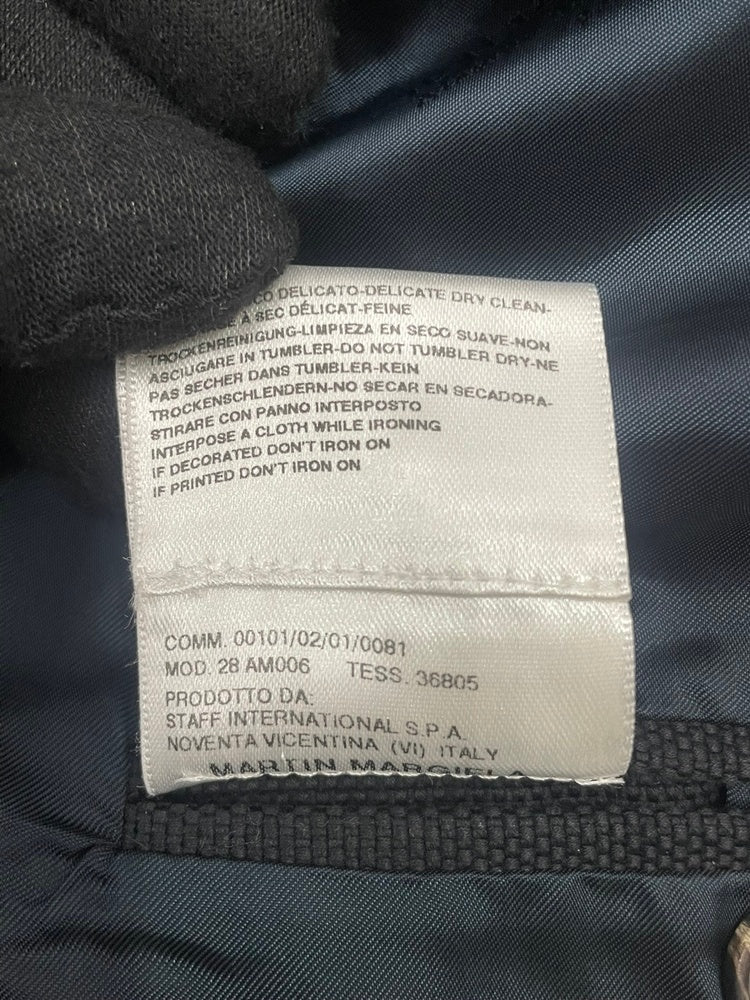 DELICATO-DELICATE DRY CLEAN-
À SEC DÉLICAT-FEINE
TROCKENREINIGUNG-LIMPIEZA EN SECO SUAVE-NON
ASCIUGARE IN TUMBLER-DO NOT TUMBLER DRY-NE
PAS SECHER DANS TUMBLER-KEIN
TROCKENSCHLENDERN-NO SECAR EN SECADORA-
STIRARE CON PANNO INTERPOSTO
INTERPOSE A CLOTH WHILE IRONING
IF DECORATED DON'T IRON ON
IF PRINTED DON'T IRON ON
COMM. 00101/02/01/0081
MOD. 28 AM006 TESS. 36805
PRODOTTO DA:
STAFF INTERNATIONAL S.P.A.
NOVENTA VICENTINA (VI) ITALY
MARTIN MARGIELA